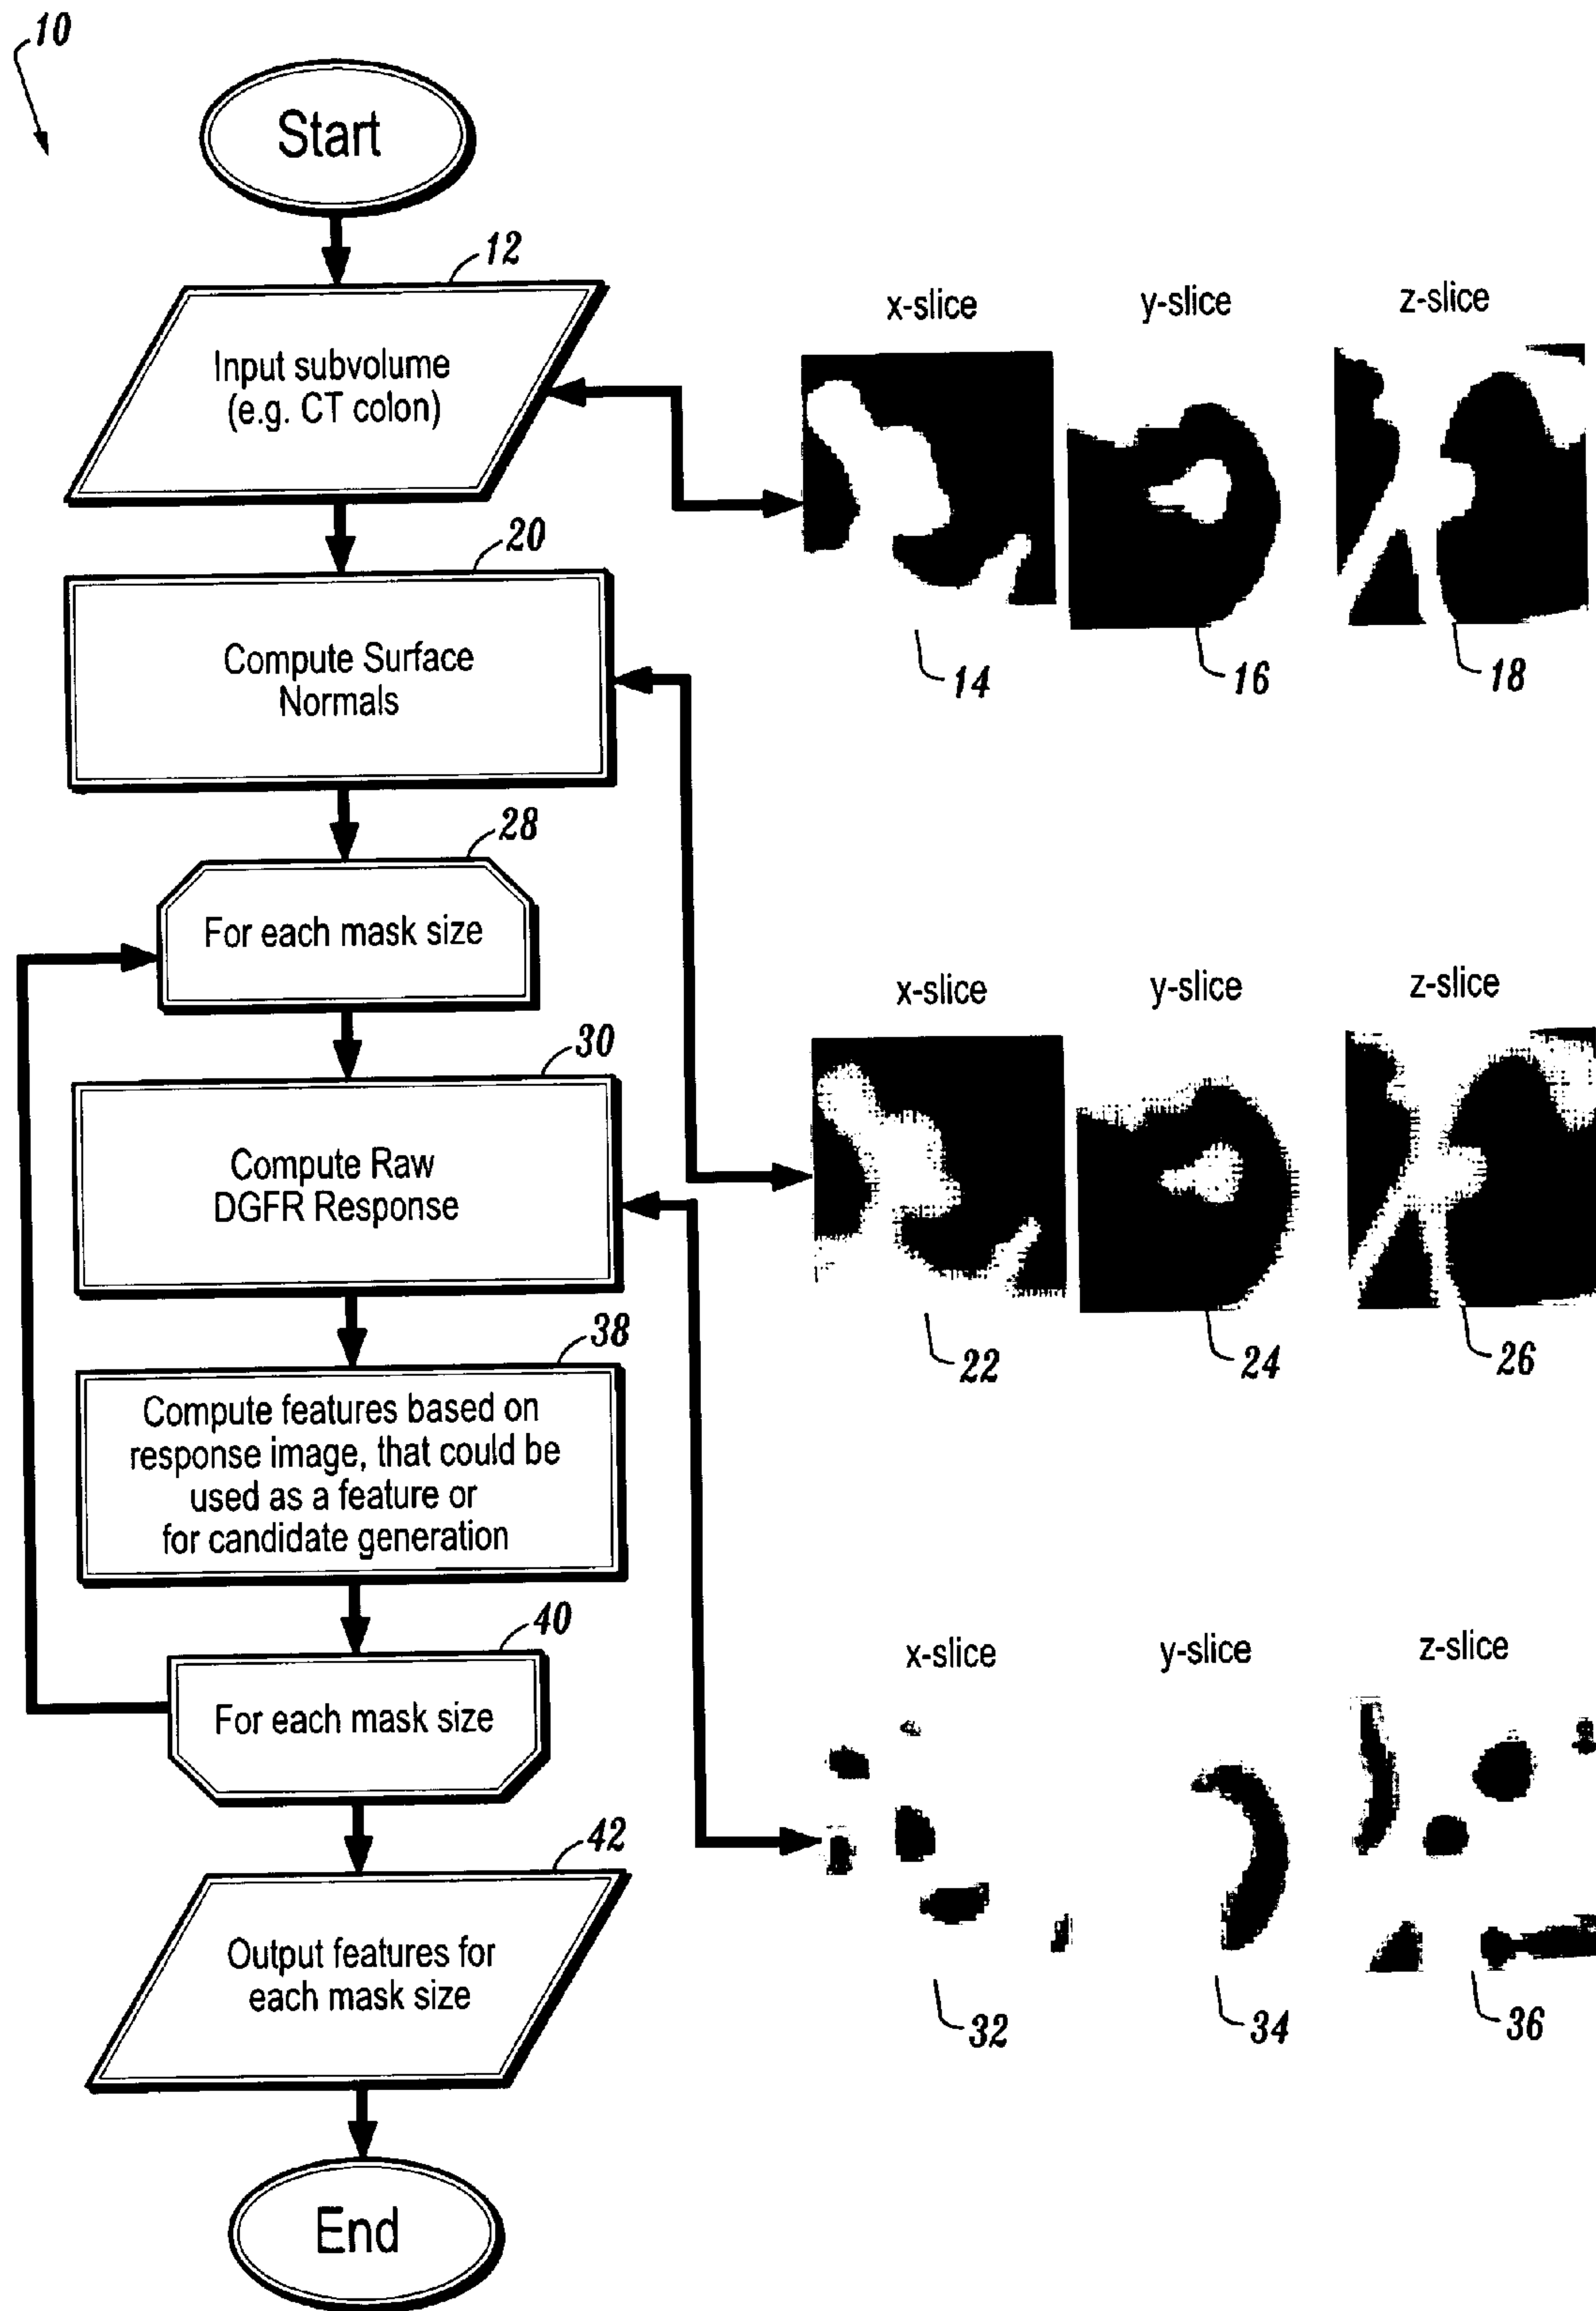 10
Start
12
Input subvolume
(e.g. CT colon)
x-slice
y-slice
z-slice
14
16
18
20
Compute Surface
Normals
28
For each mask size
x-slice
y-slice
z-slice
22
24
26
30
Compute Raw
DGFR Response
38
Compute features based on
response image, that could be
used as a feature or
for candidate generation
40
For each mask size
x-slice
y-slice
z-slice
32
34
36
42
Output features for
each mask size
End